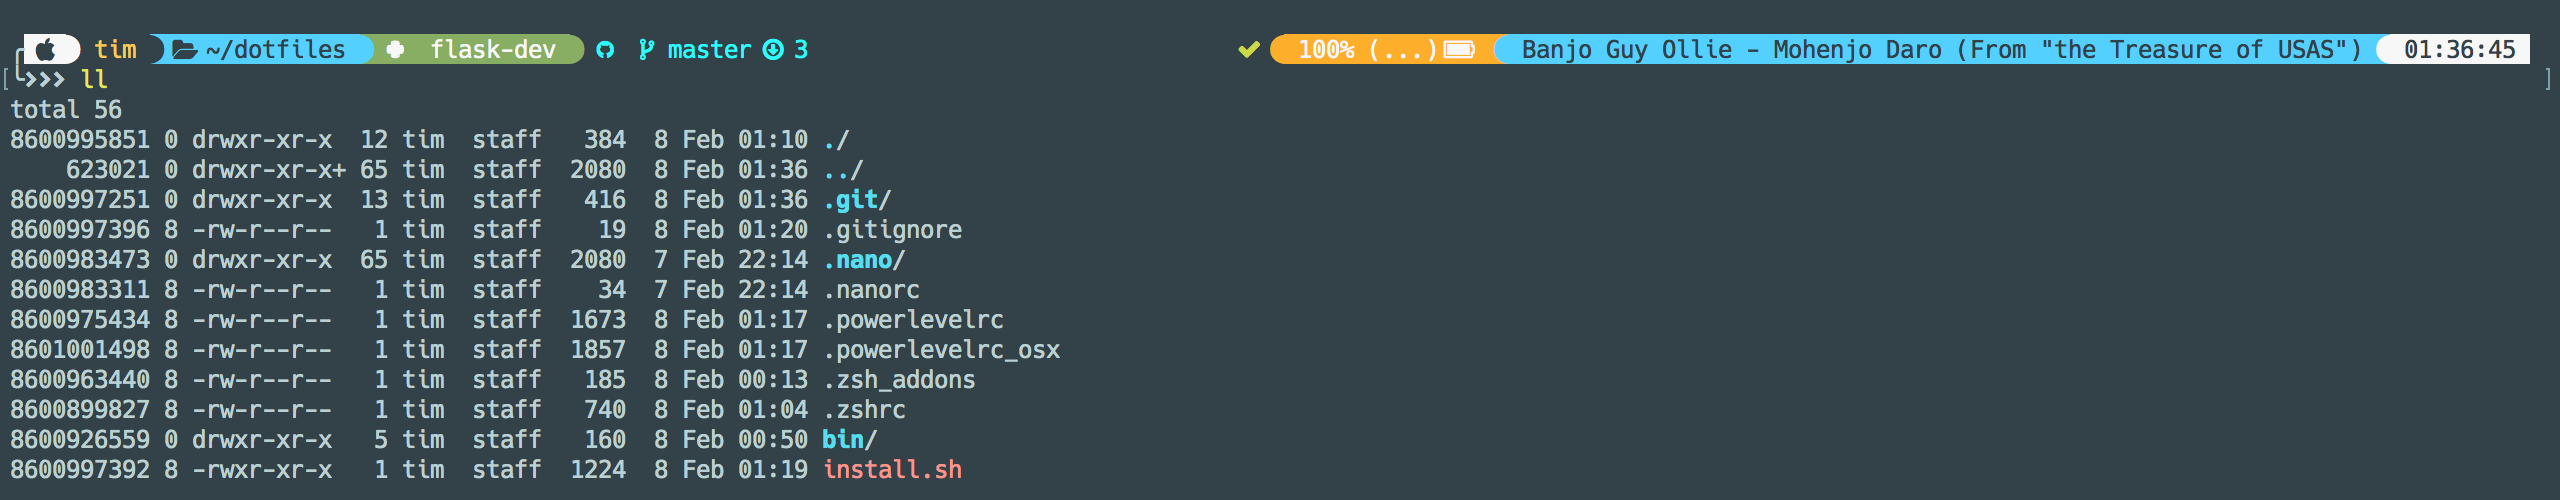 tim ~/dotfiles flask-dev master 3 100% (...) Banjo Guy Ollie - Mohenjo Daro (From "the Treasure of USAS") 01:36:45
[╰>>> ll ]
total 56
8600995851 0 drwxr-xr-x  12 tim  staff   384  8 Feb 01:10 ./
    623021 0 drwxr-xr-x+ 65 tim  staff  2080  8 Feb 01:36 ../
8600997251 0 drwxr-xr-x  13 tim  staff   416  8 Feb 01:36 .git/
8600997396 8 -rw-r--r--   1 tim  staff    19  8 Feb 01:20 .gitignore
8600983473 0 drwxr-xr-x  65 tim  staff  2080  7 Feb 22:14 .nano/
8600983311 8 -rw-r--r--   1 tim  staff    34  7 Feb 22:14 .nanorc
8600975434 8 -rw-r--r--   1 tim  staff  1673  8 Feb 01:17 .powerlevelrc
8601001498 8 -rw-r--r--   1 tim  staff  1857  8 Feb 01:17 .powerlevelrc_osx
8600963440 8 -rw-r--r--   1 tim  staff   185  8 Feb 00:13 .zsh_addons
8600899827 8 -rw-r--r--   1 tim  staff   740  8 Feb 01:04 .zshrc
8600926559 0 drwxr-xr-x   5 tim  staff   160  8 Feb 00:50 bin/
8600997392 8 -rwxr-xr-x   1 tim  staff  1224  8 Feb 01:19 install.sh